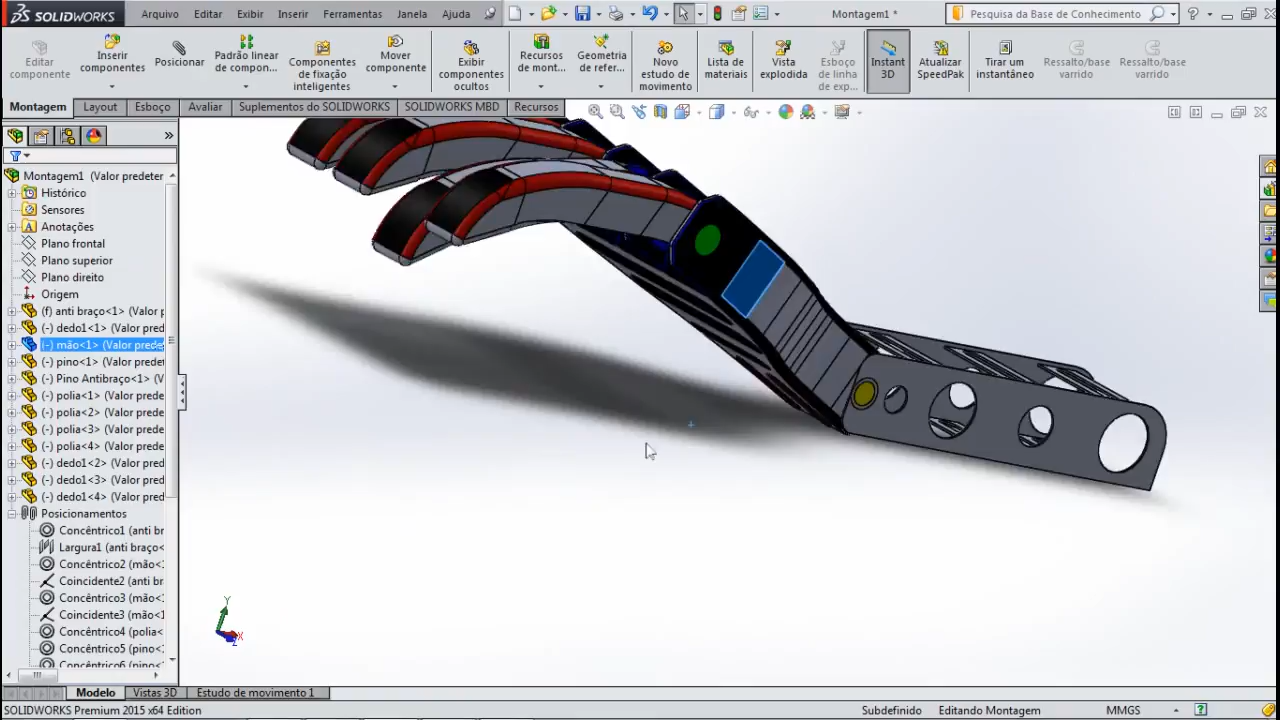 SOLIDWORKS Arquivo Editar Exibir Inserir Ferramentas Janela Ajuda Montagem1 * Pesquisa da Base de Conhecimento
Editar componente
Inserir componentes
Posicionar
Padrão linear de compon...
Componentes de fixação inteligentes
Mover componente
Exibir componentes ocultos
Recursos de mont...
Geometria de refer...
Novo estudo de movimento
Lista de materiais
Vista explodida
Esboço de linha de exp...
Instant 3D
Atualizar SpeedPak
Tirar um instantâneo
Ressalto/base varrido
Ressalto/base varrido
Montagem Layout Esboço Avaliar Suplementos do SOLIDWORKS SOLIDWORKS MBD Recursos
Montagem1 (Valor predeter
Histórico
Sensores
Anotações
Plano frontal
Plano superior
Plano direito
Origem
(f) anti braço<1> (Valor p
(-) dedo1<1> (Valor pred
(-) mão<1> (Valor prede
(-) pino<1> (Valor predet
(-) Pino Antibraço<1> (V
(-) polia<1> (Valor prede
(-) polia<2> (Valor prede
(-) polia<3> (Valor prede
(-) polia<4> (Valor prede
(-) dedo1<2> (Valor pred
(-) dedo1<3> (Valor pred
(-) dedo1<4> (Valor pred
Posicionamentos
Concêntrico1 (anti br
Largura1 (anti braço<
Concêntrico2 (mão<1
Coincidente2 (anti br
Concêntrico3 (mão<1
Coincidente3 (mão<1
Concêntrico4 (polia<
Concêntrico5 (pino<1
Concêntrico6 (pino<1
Y
X
Z
Modelo Vistas 3D Estudo de movimento 1
SOLIDWORKS Premium 2015 x64 Edition Subdefinido Editando Montagem MMGS